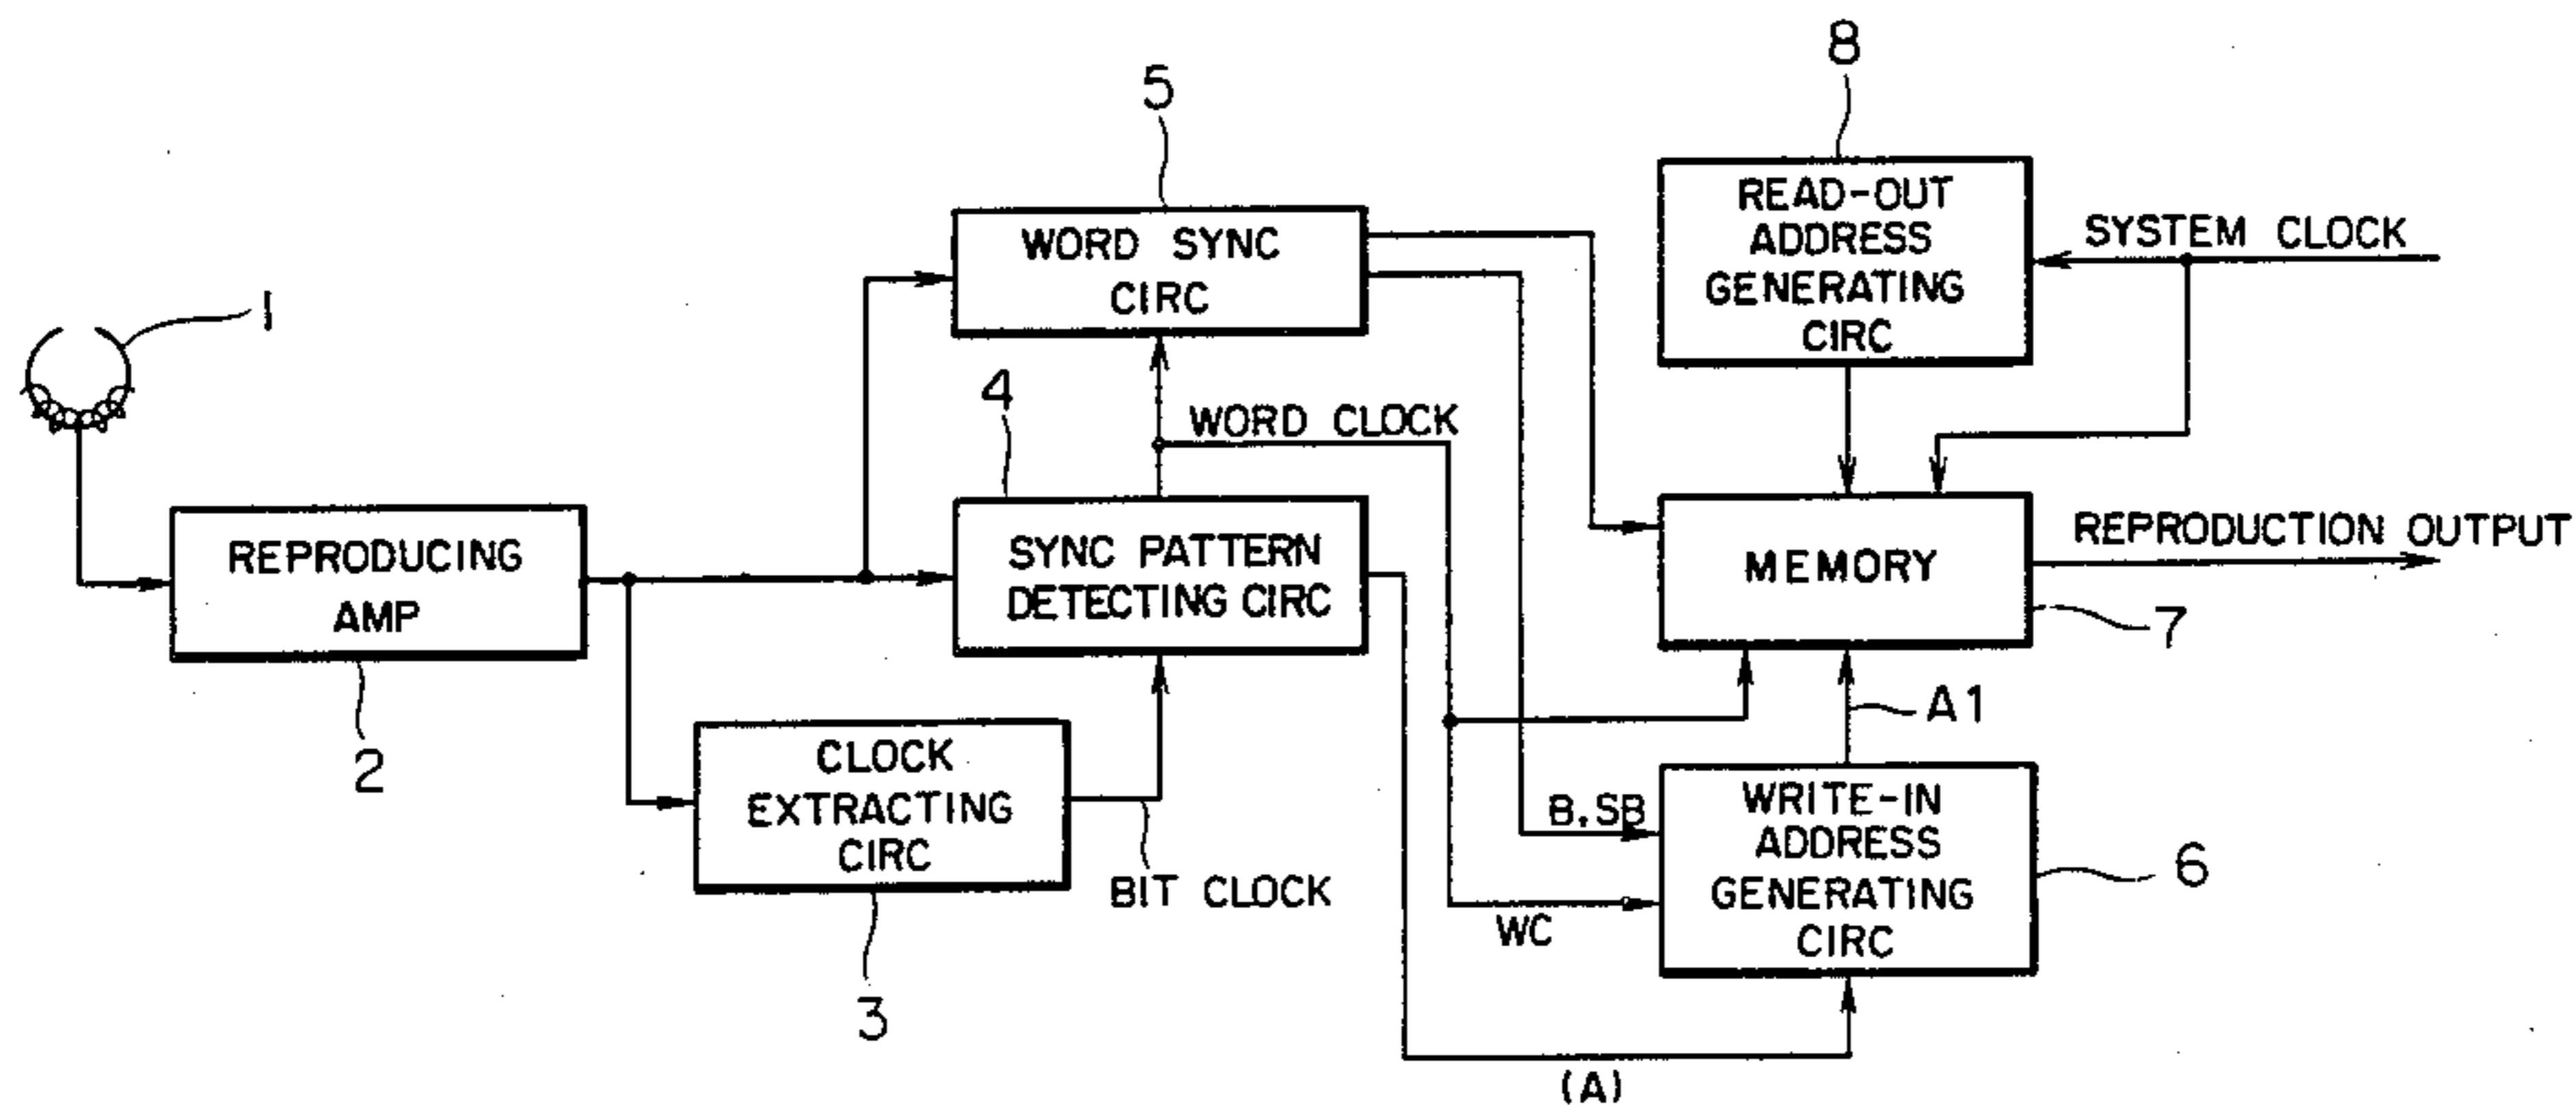 8
5
READ-OUT
ADDRESS
GENERATING
CIRC
SYSTEM CLOCK
WORD SYNC
CIRC
1
4
WORD CLOCK
REPRODUCING
AMP
2
SYNC PATTERN
DETECTING CIRC
MEMORY
REPRODUCTION OUTPUT
7
A1
CLOCK
EXTRACTING
CIRC
3
BIT CLOCK
B.SB
WC
WRITE-IN
ADDRESS
GENERATING
CIRC
6
(A)